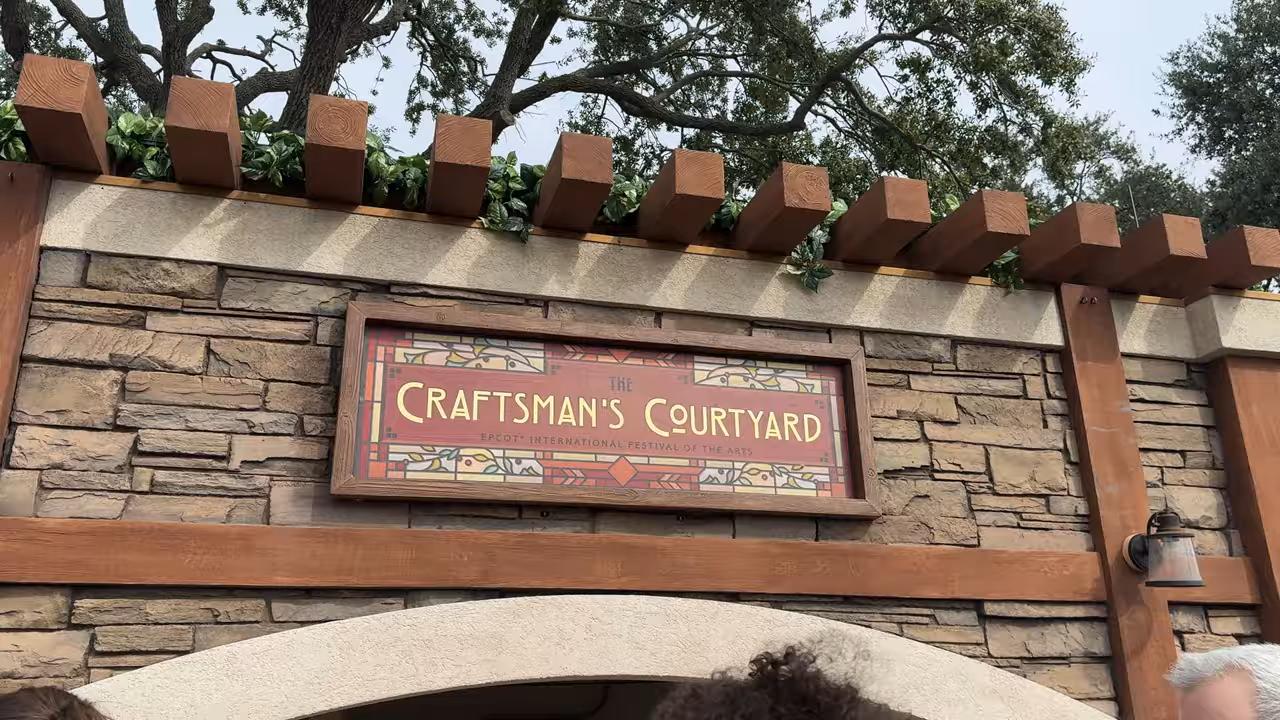 THE
CRAFTSMAN'S COURTYARD
EPCOT® INTERNATIONAL FESTIVAL OF THE ARTS